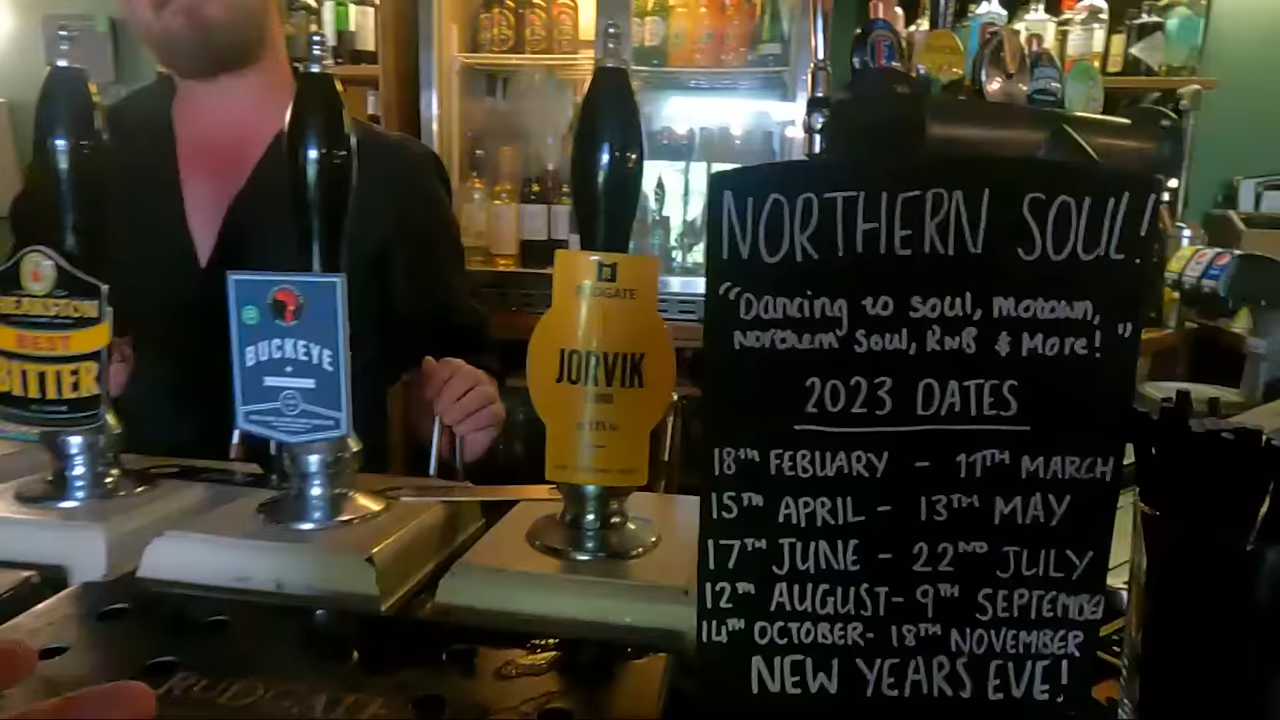 BEST
BITTER
BUCKEYE
RUDGATE
JORVIK
NORTHERN SOUL!
"Dancing to soul, Motown,
Northern Soul, RnB & More!"
2023 DATES
18TH FEBUARY - 11TH MARCH
15TH APRIL - 13TH MAY
17TH JUNE - 22ND JULY
12TH AUGUST - 9TH SEPTEMBER
14TH OCTOBER - 18TH NOVEMBER
NEW YEARS EVE!
RUDGATE